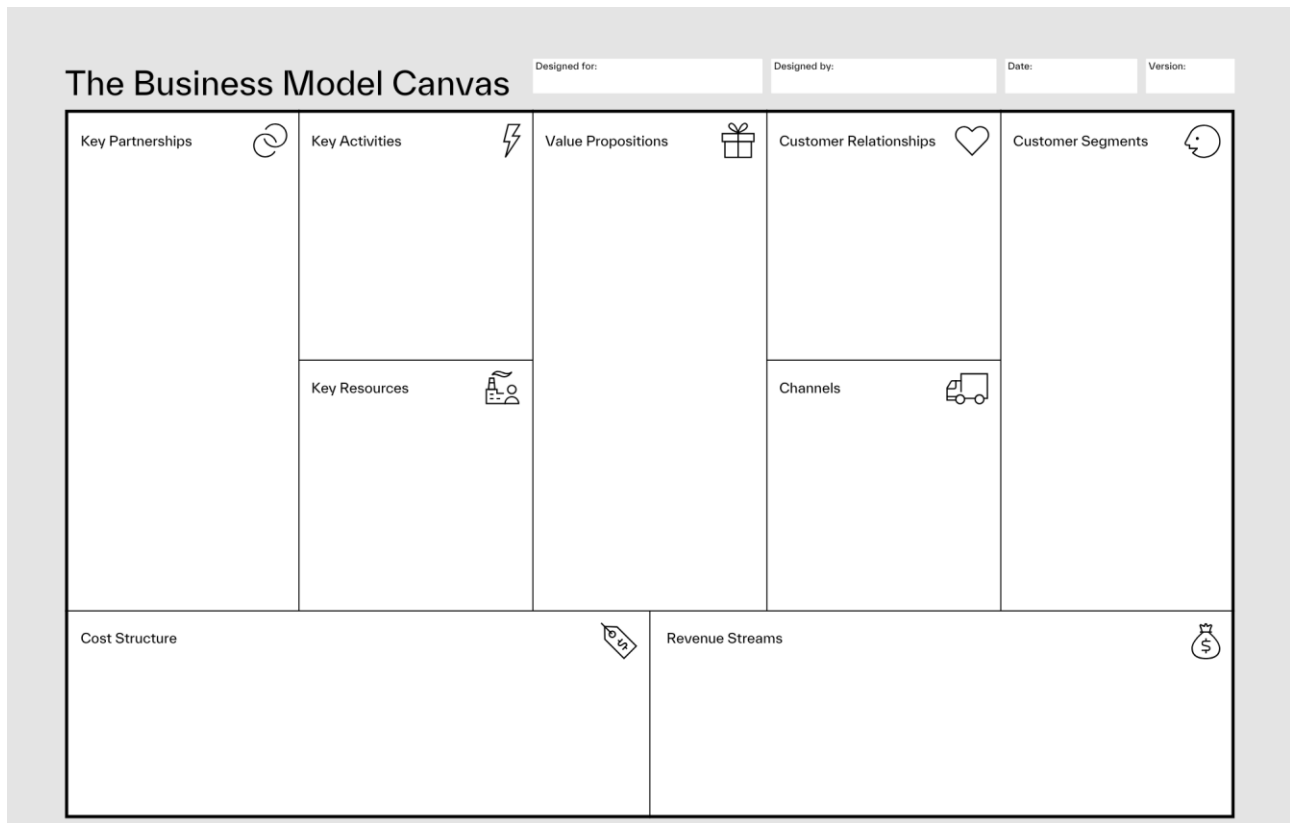 The Business Model Canvas
Designed for:
Designed by:
Date:
Version:
Key Partnerships
Key Activities
Value Propositions
Customer Relationships
Customer Segments
Key Resources
Channels
Cost Structure
Revenue Streams
$
$